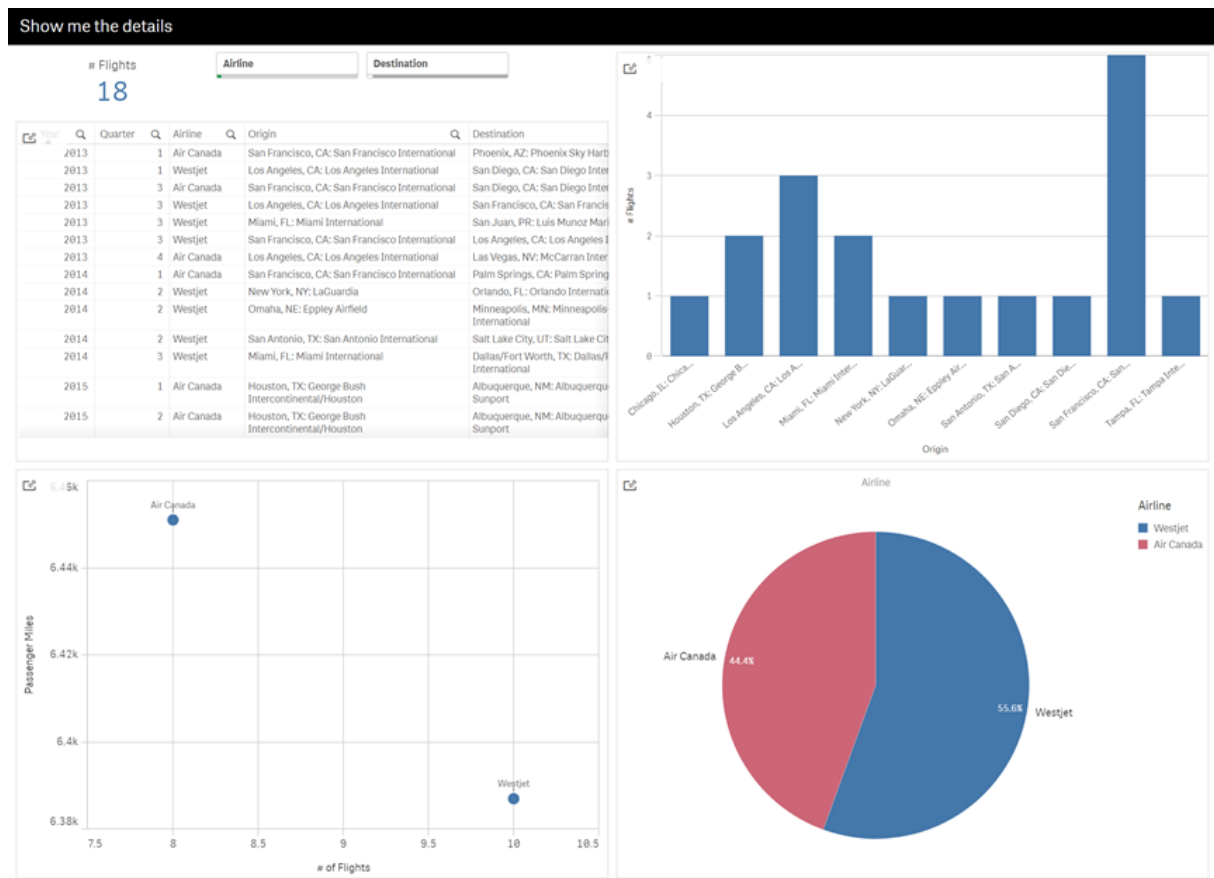 Show me the details
# Flights
18
Airline
Destination
Year Quarter Airline Origin Destination
2013 1 Air Canada San Francisco, CA: San Francisco International Phoenix, AZ: Phoenix Sky Harb
2013 1 Westjet Los Angeles, CA: Los Angeles International San Diego, CA: San Diego Inter
2013 3 Air Canada San Francisco, CA: San Francisco International San Diego, CA: San Diego Inter
2013 3 Westjet Los Angeles, CA: Los Angeles International San Francisco, CA: San Francis
2013 3 Westjet Miami, FL: Miami International San Juan, PR: Luis Munoz Mari
2013 3 Westjet San Francisco, CA: San Francisco International Los Angeles, CA: Los Angeles I
2013 4 Air Canada Los Angeles, CA: Los Angeles International Las Vegas, NV: McCarran Inter
2014 1 Air Canada San Francisco, CA: San Francisco International Palm Springs, CA: Palm Spring
2014 2 Westjet New York, NY: LaGuardia Orlando, FL: Orlando Internati
2014 2 Westjet Omaha, NE: Eppley Airfield Minneapolis, MN: Minneapolis-
International
2014 2 Westjet San Antonio, TX: San Antonio International Salt Lake City, UT: Salt Lake Cit
2014 3 Westjet Miami, FL: Miami International Dallas/Fort Worth, TX: Dallas/F
International
2015 1 Air Canada Houston, TX: George Bush Albuquerque, NM: Albuquerqu
Intercontinental/Houston Sunport
2015 2 Air Canada Houston, TX: George Bush Albuquerque, NM: Albuquerqu
Intercontinental/Houston Sunport
5
4
3
2
1
0
# Flights
Chicago, IL: Chica...
Houston, TX: George B...
Los Angeles, CA: Los A...
Miami, FL: Miami Inter...
New York, NY: LaGuar...
Omaha, NE: Eppley Air...
San Antonio, TX: San A...
San Diego, CA: San Die...
San Francisco, CA: San...
Tampa, FL: Tampa Inte...
Origin
6.46k
6.44k
6.42k
6.4k
6.38k
Passenger Miles
Air Canada
Westjet
7.5 8 8.5 9 9.5 10 10.5
# of Flights
Airline
Airline
Westjet
Air Canada
Air Canada
44.4%
55.6%
Westjet